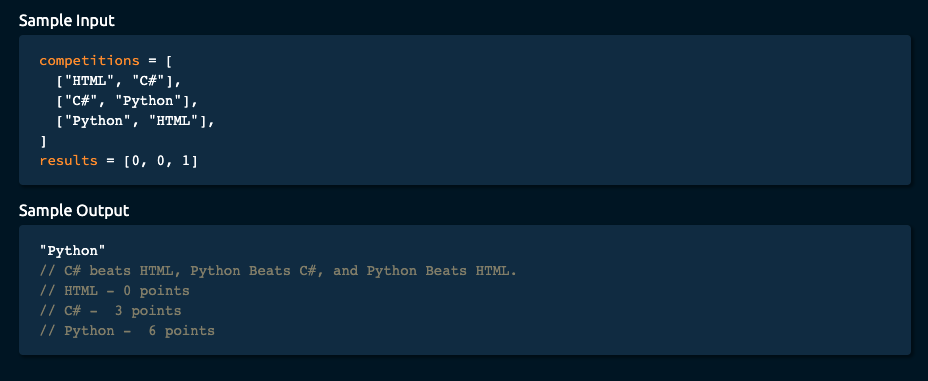 Sample Input
competitions = [
  ["HTML", "C#"],
  ["C#", "Python"],
  ["Python", "HTML"],
]
results = [0, 0, 1]
Sample Output
"Python"
// C# beats HTML, Python Beats C#, and Python Beats HTML.
// HTML - 0 points
// C# -  3 points
// Python -  6 points